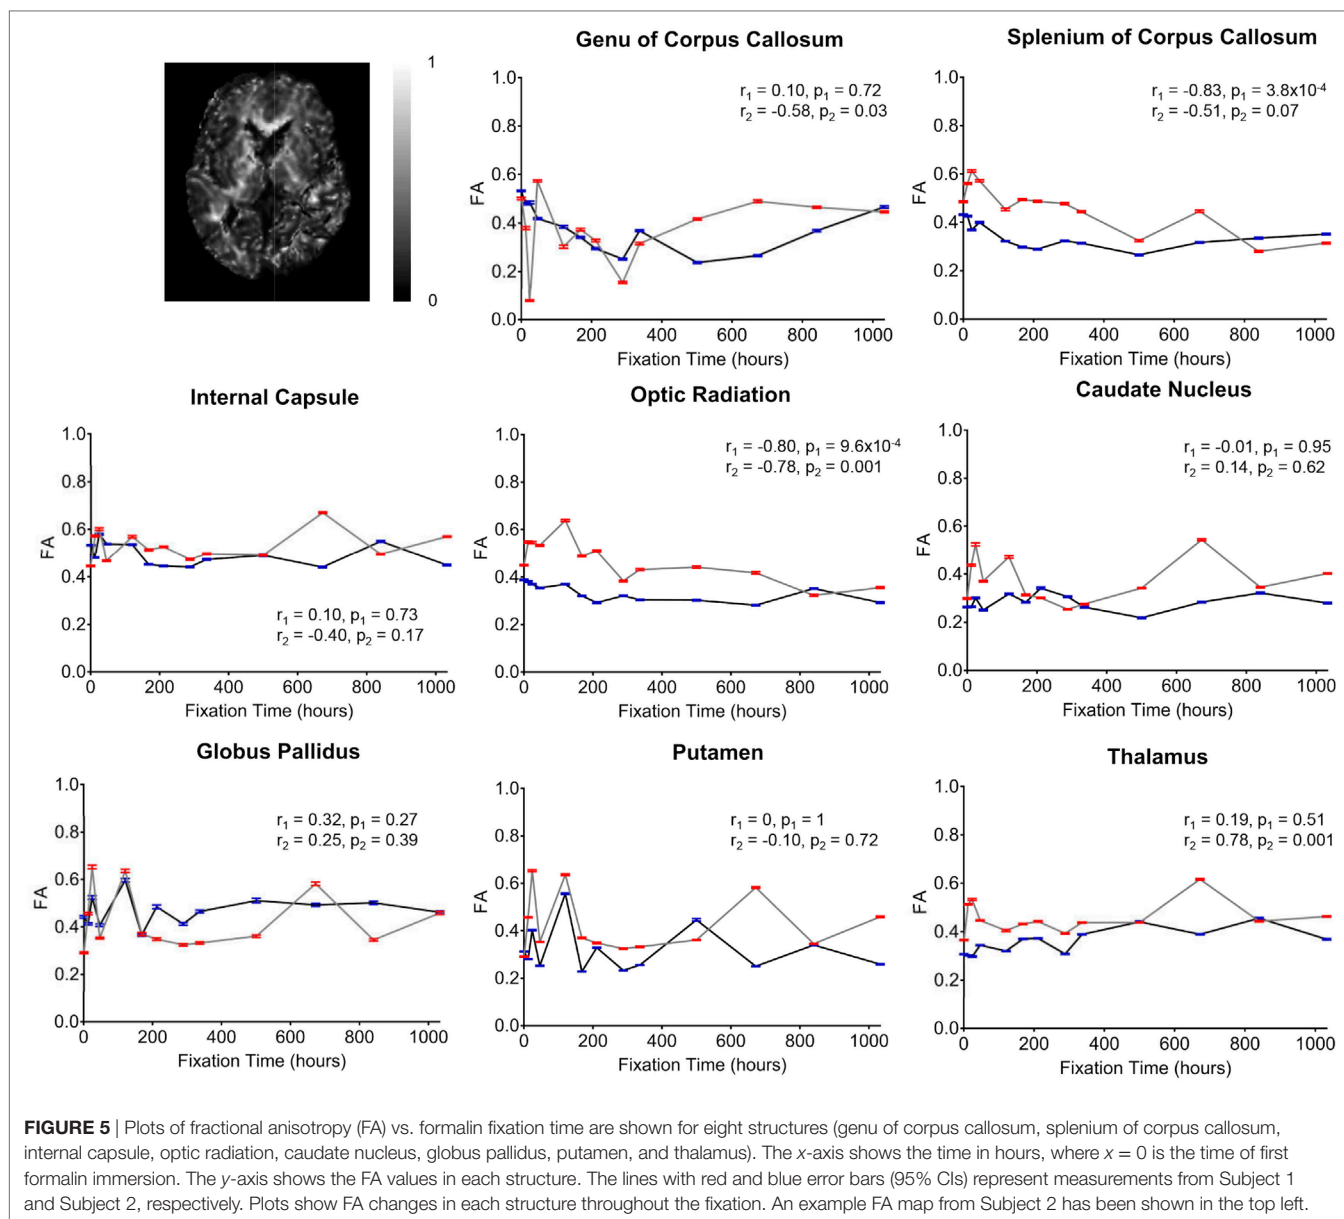 1
0
Genu of Corpus Callosum
r₁ = 0.10, p₁ = 0.72
r₂ = -0.58, p₂ = 0.03
FA
1.0
0.8
0.6
0.4
0.2
0.0
0 200 400 600 800 1000
Fixation Time (hours)
Splenium of Corpus Callosum
r₁ = -0.83, p₁ = 3.8x10⁻⁴
r₂ = -0.51, p₂ = 0.07
FA
1.0
0.8
0.6
0.4
0.2
0.0
0 200 400 600 800 1000
Fixation Time (hours)
Internal Capsule
FA
1.0
0.8
0.6
0.4
0.2
0.0
r₁ = 0.10, p₁ = 0.73
r₂ = -0.40, p₂ = 0.17
0 200 400 600 800 1000
Fixation Time (hours)
Optic Radiation
r₁ = -0.80, p₁ = 9.6x10⁻⁴
r₂ = -0.78, p₂ = 0.001
FA
1.0
0.8
0.6
0.4
0.2
0.0
0 200 400 600 800 1000
Fixation Time (hours)
Caudate Nucleus
r₁ = -0.01, p₁ = 0.95
r₂ = 0.14, p₂ = 0.62
FA
1.0
0.8
0.6
0.4
0.2
0.0
0 200 400 600 800 1000
Fixation Time (hours)
Globus Pallidus
r₁ = 0.32, p₁ = 0.27
r₂ = 0.25, p₂ = 0.39
FA
1.0
0.8
0.6
0.4
0.2
0.0
0 200 400 600 800 1000
Fixation Time (hours)
Putamen
r₁ = 0, p₁ = 1
r₂ = -0.10, p₂ = 0.72
FA
1.0
0.8
0.6
0.4
0.2
0.0
0 200 400 600 800 1000
Fixation Time (hours)
Thalamus
r₁ = 0.19, p₁ = 0.51
r₂ = 0.78, p₂ = 0.001
FA
1.0
0.8
0.6
0.4
0.2
0.0
0 200 400 600 800 1000
Fixation Time (hours)
FIGURE 5 | Plots of fractional anisotropy (FA) vs. formalin fixation time are shown for eight structures (genu of corpus callosum, splenium of corpus callosum,
internal capsule, optic radiation, caudate nucleus, globus pallidus, putamen, and thalamus). The x-axis shows the time in hours, where x = 0 is the time of first
formalin immersion. The y-axis shows the FA values in each structure. The lines with red and blue error bars (95% CIs) represent measurements from Subject 1
and Subject 2, respectively. Plots show FA changes in each structure throughout the fixation. An example FA map from Subject 2 has been shown in the top left.